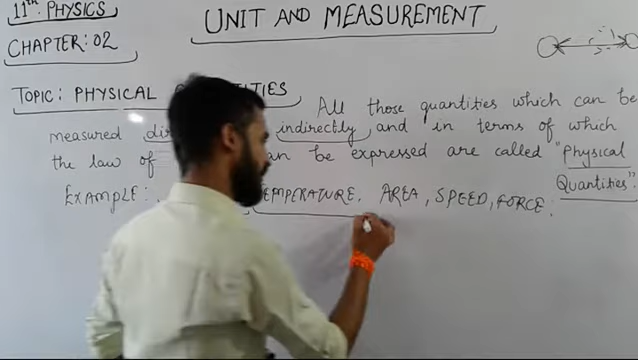 11th PHYSICS
UNIT AND MEASUREMENT
CHAPTER: 02
TOPIC: PHYSICAL
All those quantities which can be
measured indirectly and in terms of which
the law of can be expressed are called "Physical
Quantities".
EXAMPLE: TEMPERATURE. AREA, SPEED, FORCE,